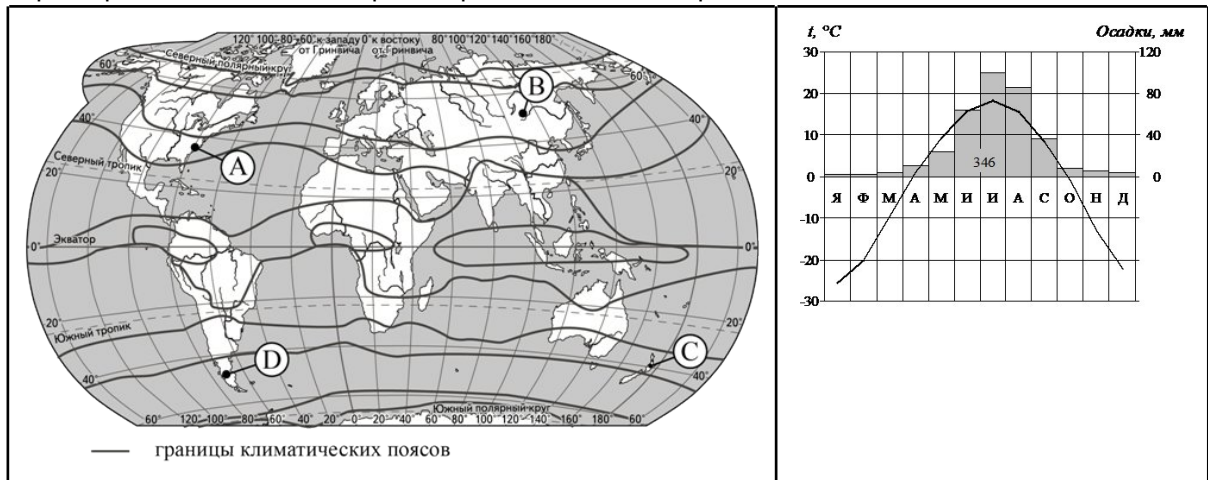 120° 100° 80° 60° к западу 0° к востоку 80° 100° 120° 140° 160° 180°
от Гринвича от Гринвича
Северный полярный круг
60° 60°
B
40° 40°
A
Северный тропик
20° 20°
Экватор
0° 0°
20° 20°
Южный тропик
D
C
40° 40°
Южный полярный круг
60° 120° 100° 80° 60° 40° 20° 0° 20° 40° 60° 80° 100° 120° 140° 160° 180° 60°
границы климатических поясов
t, °C Осадки, мм
30 120
20 80
10 40
346
0 0
Я Ф М А М И И А С О Н Д
-10
-20
-30